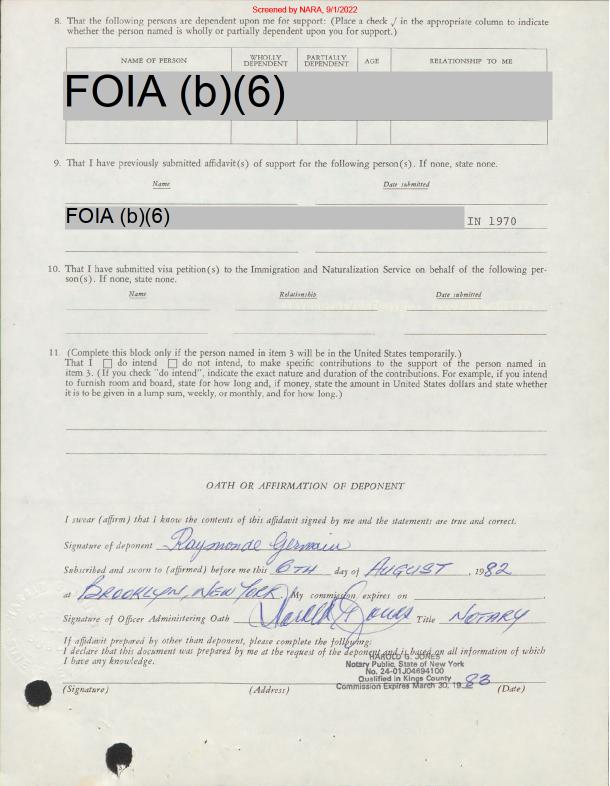 Screened by NARA, 9/1/2022
8. That the following persons are dependent upon me for support: (Place a check √ in the appropriate column to indicate
whether the person named is wholly or partially dependent upon you for support.)
NAME OF PERSON WHOLLY DEPENDENT PARTIALLY DEPENDENT AGE RELATIONSHIP TO ME
FOIA (b)(6)
9. That I have previously submitted affidavit(s) of support for the following person(s). If none, state none.
Name Date submitted
FOIA (b)(6) IN 1970
10. That I have submitted visa petition(s) to the Immigration and Naturalization Service on behalf of the following per-
son(s). If none, state none.
Name Relationship Date submitted
11. (Complete this block only if the person named in item 3 will be in the United States temporarily.)
That I ☐ do intend ☐ do not intend, to make specific contributions to the support of the person named in
item 3. (If you check "do intend", indicate the exact nature and duration of the contributions. For example, if you intend
to furnish room and board, state for how long and, if money, state the amount in United States dollars and state whether
it is to be given in a lump sum, weekly, or monthly, and for how long.)
OATH OR AFFIRMATION OF DEPONENT
I swear (affirm) that I know the contents of this affidavit signed by me and the statements are true and correct.
Signature of deponent Raymonde Germain
Subscribed and sworn to (affirmed) before me this 6TH day of AUGUST, 1982
at BROOKLYN, NEW YORK. My commission expires on
Signature of Officer Administering Oath Harold G. Jones Title NOTARY
If affidavit prepared by other than deponent, please complete the following:
I declare that this document was prepared by me at the request of the deponent and is based on all information of which
I have any knowledge.
HAROLD G. JONES
Notary Public, State of New York
No. 24-01JO4694100
Qualified in Kings County
Commission Expires March 30, 1983
(Signature) (Address) (Date)